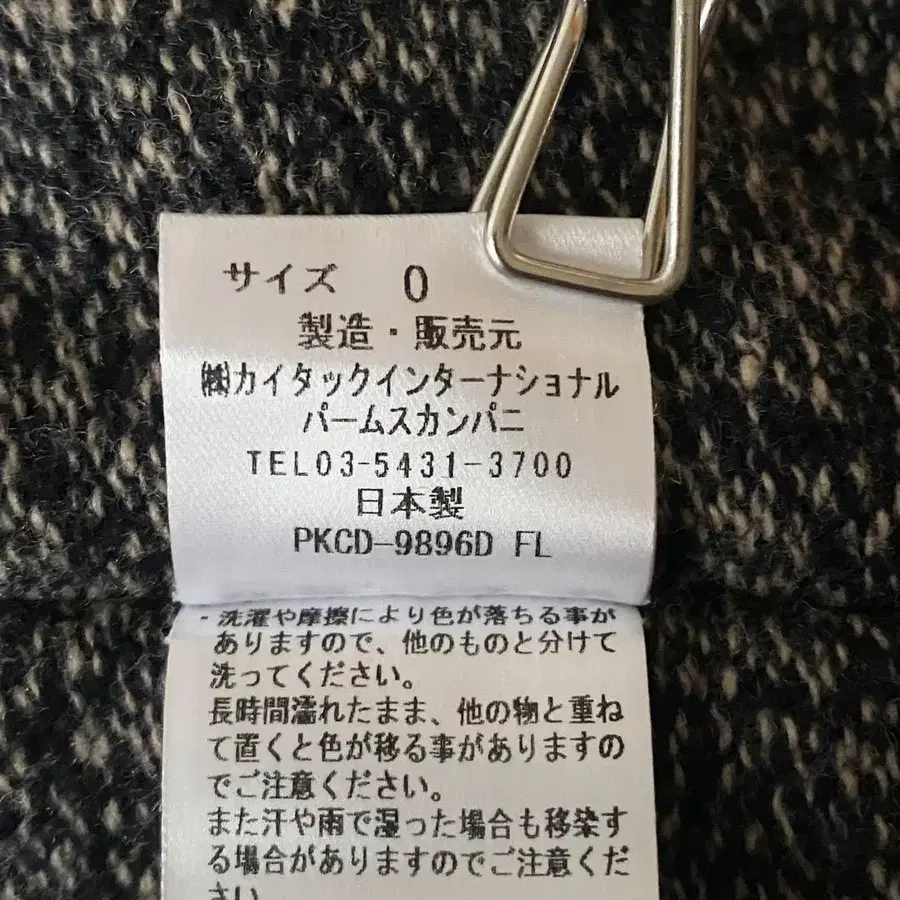 サイズ 0
製造・販売元
㈱カイタックインターナショナル
パームスカンパニ
TEL03-5431-3700
日本製
PKCD-9896D FL
・洗濯や摩擦により色が落ちる事が
ありますので、他のものと分けて
洗ってください。
長時間濡れたまま、他の物と重ね
て置くと色が移る事がありますの
でご注意ください。
また汗や雨で湿った場合も移染す
る場合がありますのでご注意くだ
さい